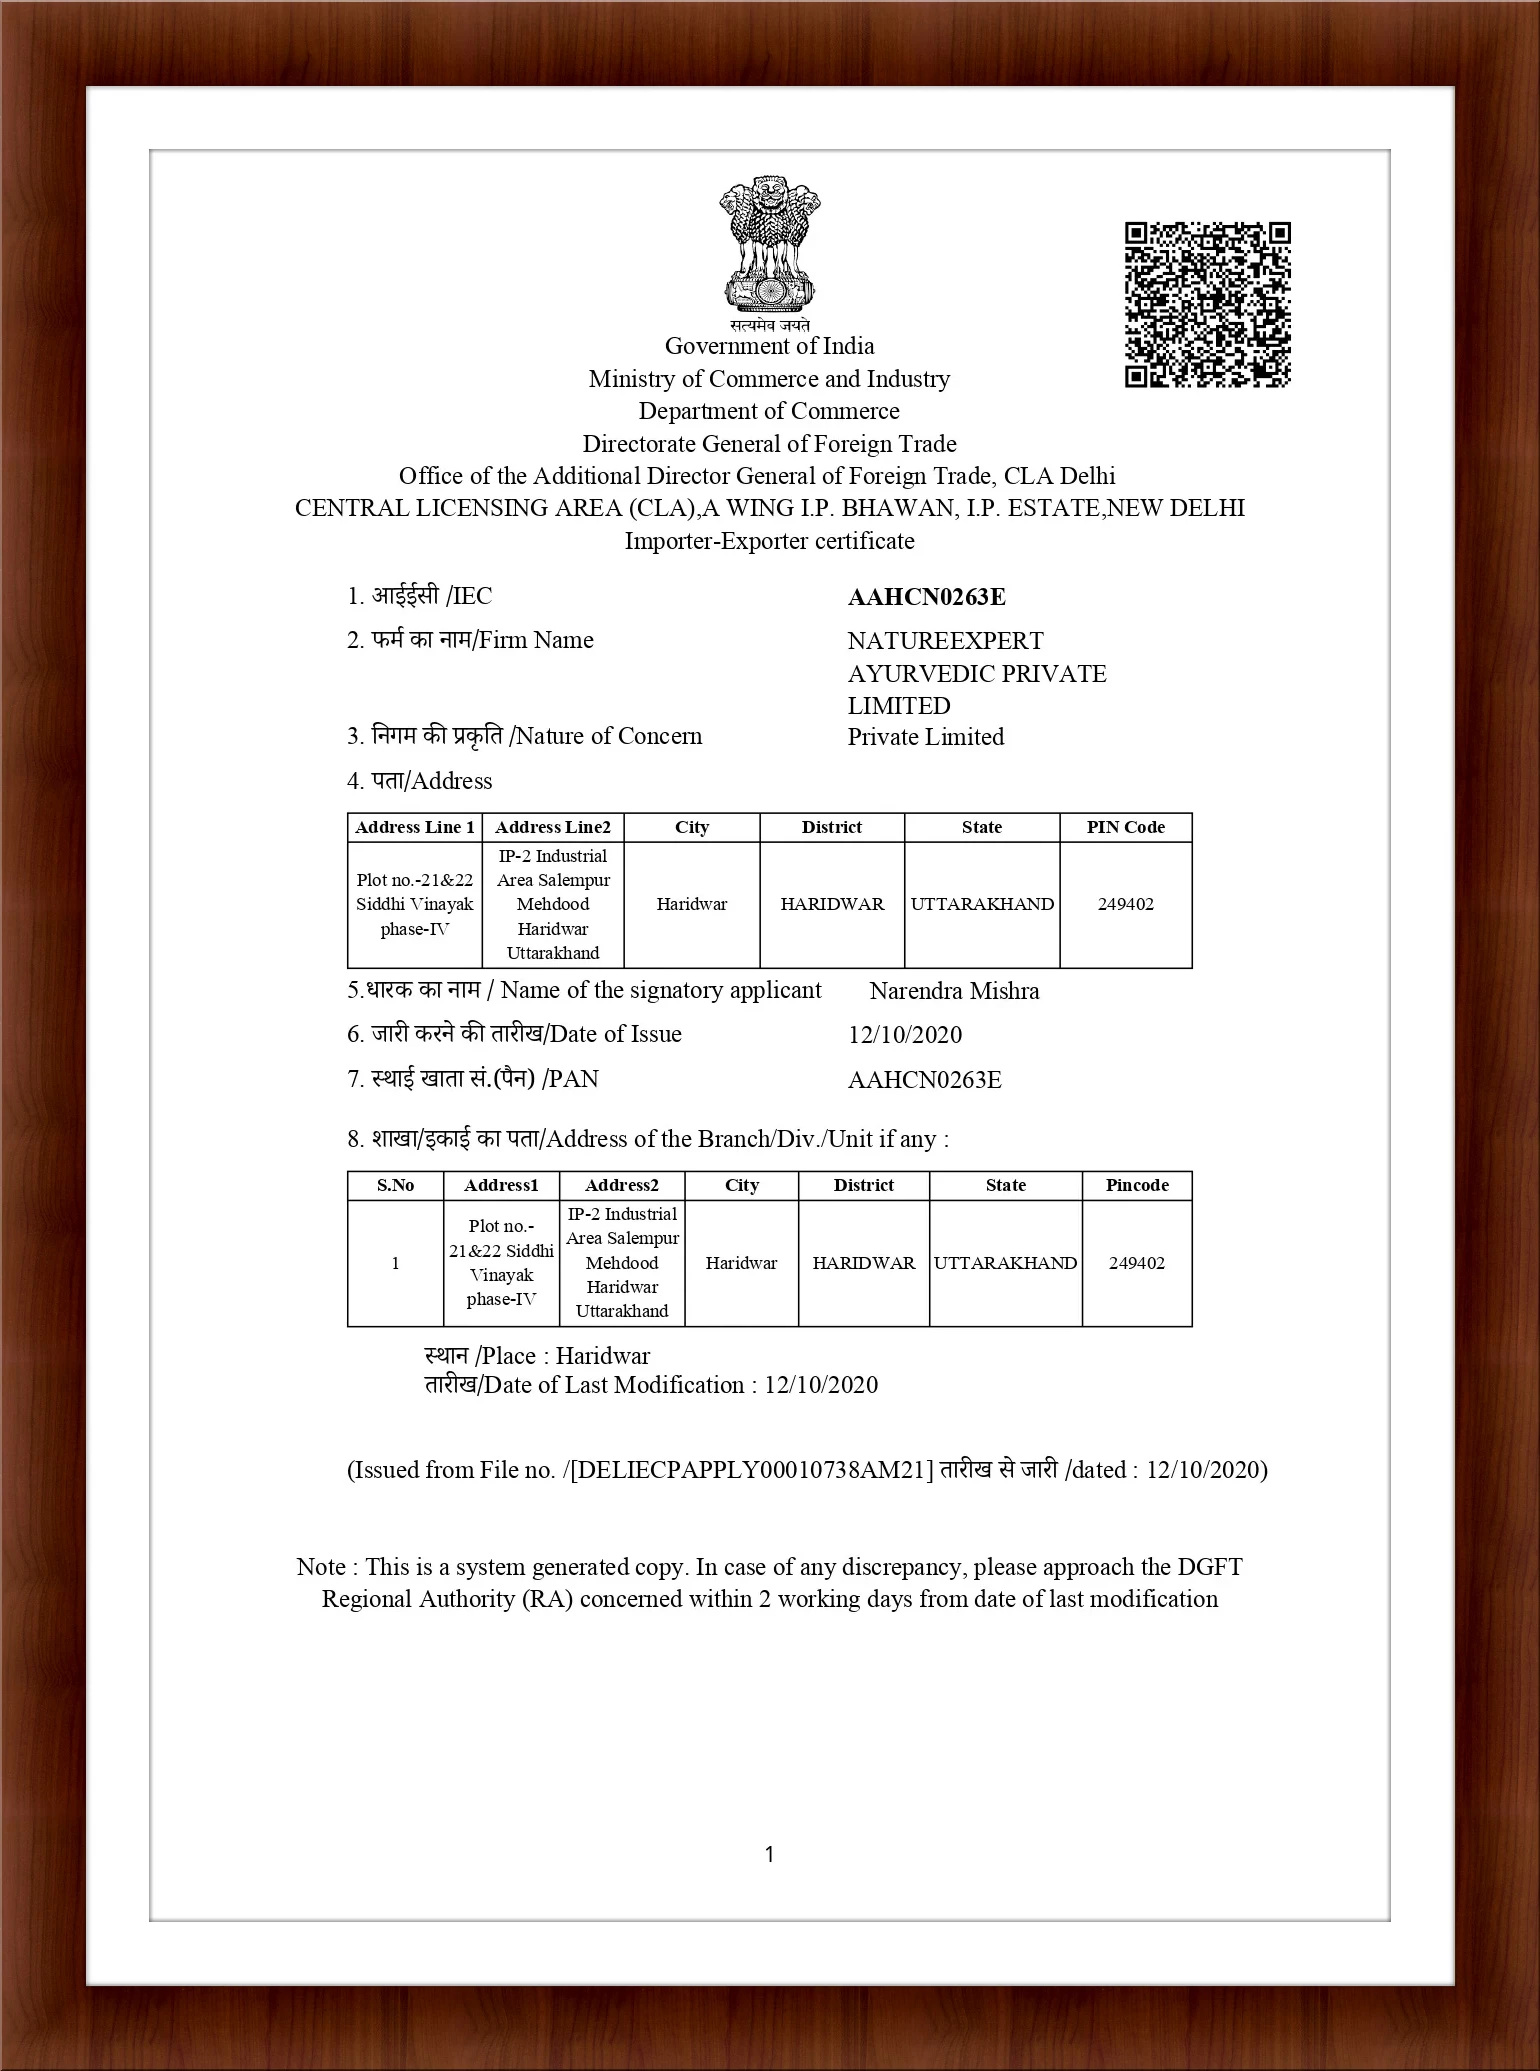 सत्यमेव जयते
Government of India
Ministry of Commerce and Industry
Department of Commerce
Directorate General of Foreign Trade
Office of the Additional Director General of Foreign Trade, CLA Delhi
CENTRAL LICENSING AREA (CLA),A WING I.P. BHAWAN, I.P. ESTATE,NEW DELHI
Importer-Exporter certificate
1. आईईसी /IEC AAHCN0263E
2. फर्म का नाम/Firm Name NATUREEXPERT
AYURVEDIC PRIVATE
LIMITED
3. निगम की प्रकृति /Nature of Concern Private Limited
4. पता/Address
Address Line 1 Address Line2 City District State PIN Code
Plot no.-21&22
Siddhi Vinayak
phase-IV
IP-2 Industrial
Area Salempur
Mehdood
Haridwar
Uttarakhand
Haridwar
HARIDWAR
UTTARAKHAND
249402
5.धारक का नाम / Name of the signatory applicant Narendra Mishra
6. जारी करने की तारीख/Date of Issue 12/10/2020
7. स्थाई खाता सं.(पैन) /PAN AAHCN0263E
8. शाखा/इकाई का पता/Address of the Branch/Div./Unit if any :
S.No Address1 Address2 City District State Pincode
1
Plot no.-
21&22 Siddhi
Vinayak
phase-IV
IP-2 Industrial
Area Salempur
Mehdood
Haridwar
Uttarakhand
Haridwar
HARIDWAR
UTTARAKHAND
249402
स्थान /Place : Haridwar
तारीख/Date of Last Modification : 12/10/2020
(Issued from File no. /[DELIECPAPPLY00010738AM21] तारीख से जारी /dated : 12/10/2020)
Note : This is a system generated copy. In case of any discrepancy, please approach the DGFT
Regional Authority (RA) concerned within 2 working days from date of last modification
1